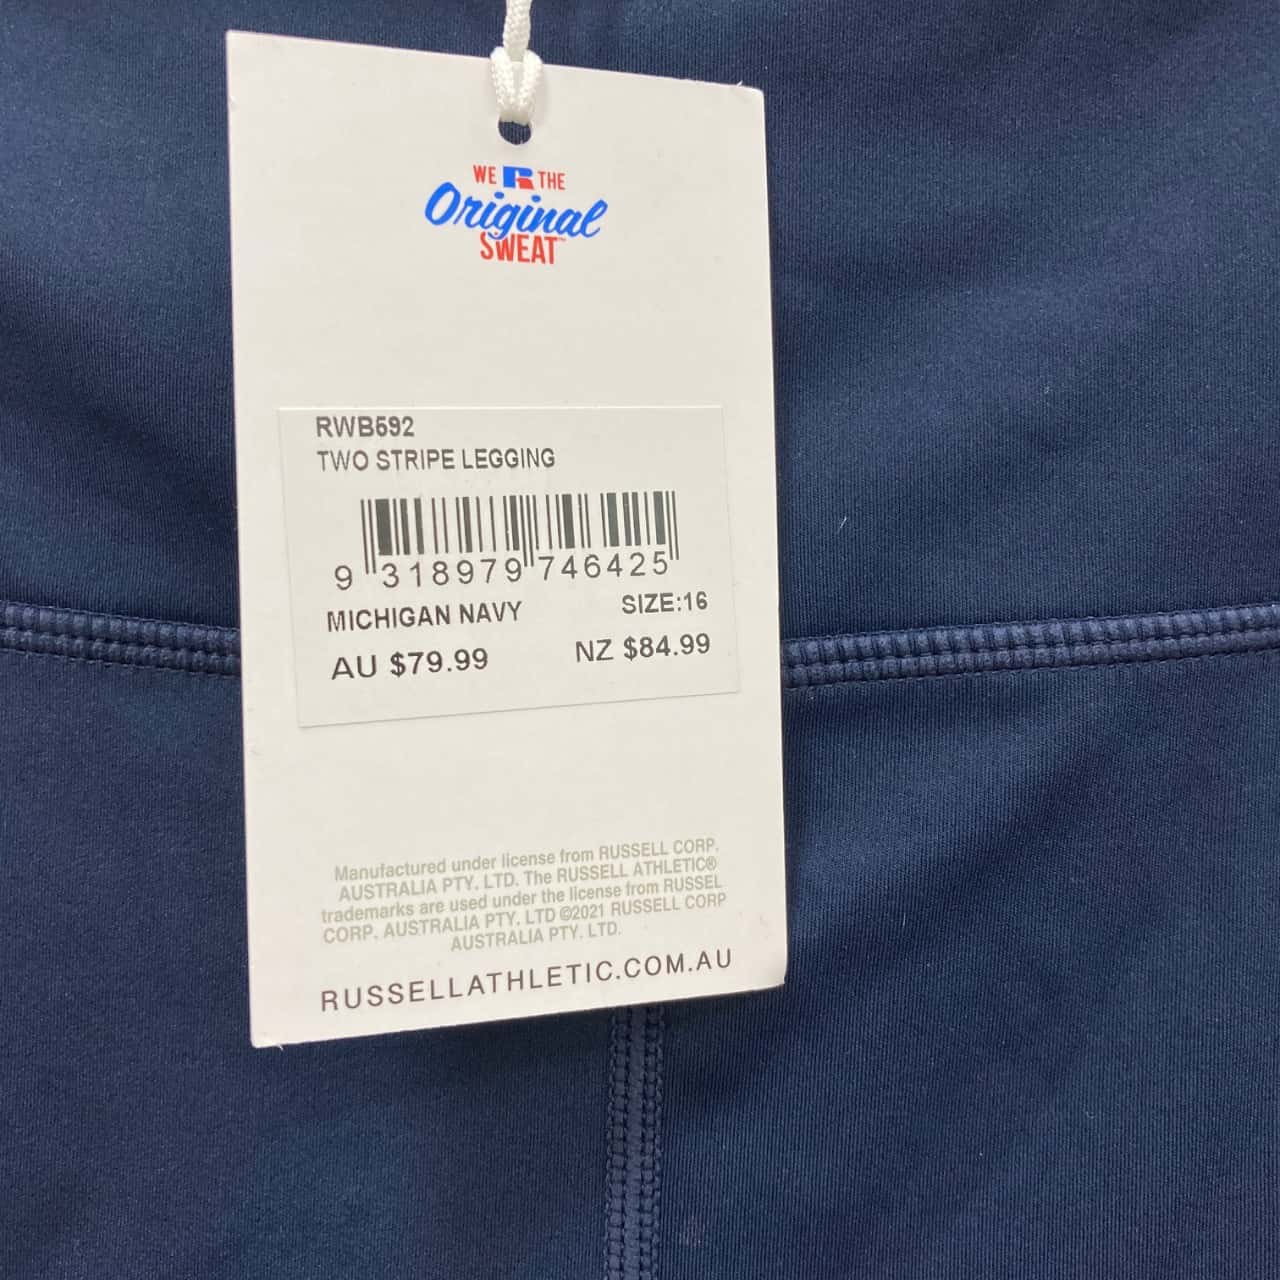 WE R THE
Original
SWEAT™
RWB592
TWO STRIPE LEGGING
9 318979 746425
MICHIGAN NAVY SIZE:16
AU $79.99 NZ $84.99
Manufactured under license from RUSSELL CORP.
AUSTRALIA PTY. LTD. The RUSSELL ATHLETIC®
trademarks are used under the license from RUSSEL
CORP. AUSTRALIA PTY. LTD ©2021 RUSSELL CORP
AUSTRALIA PTY. LTD.
RUSSELLATHLETIC.COM.AU